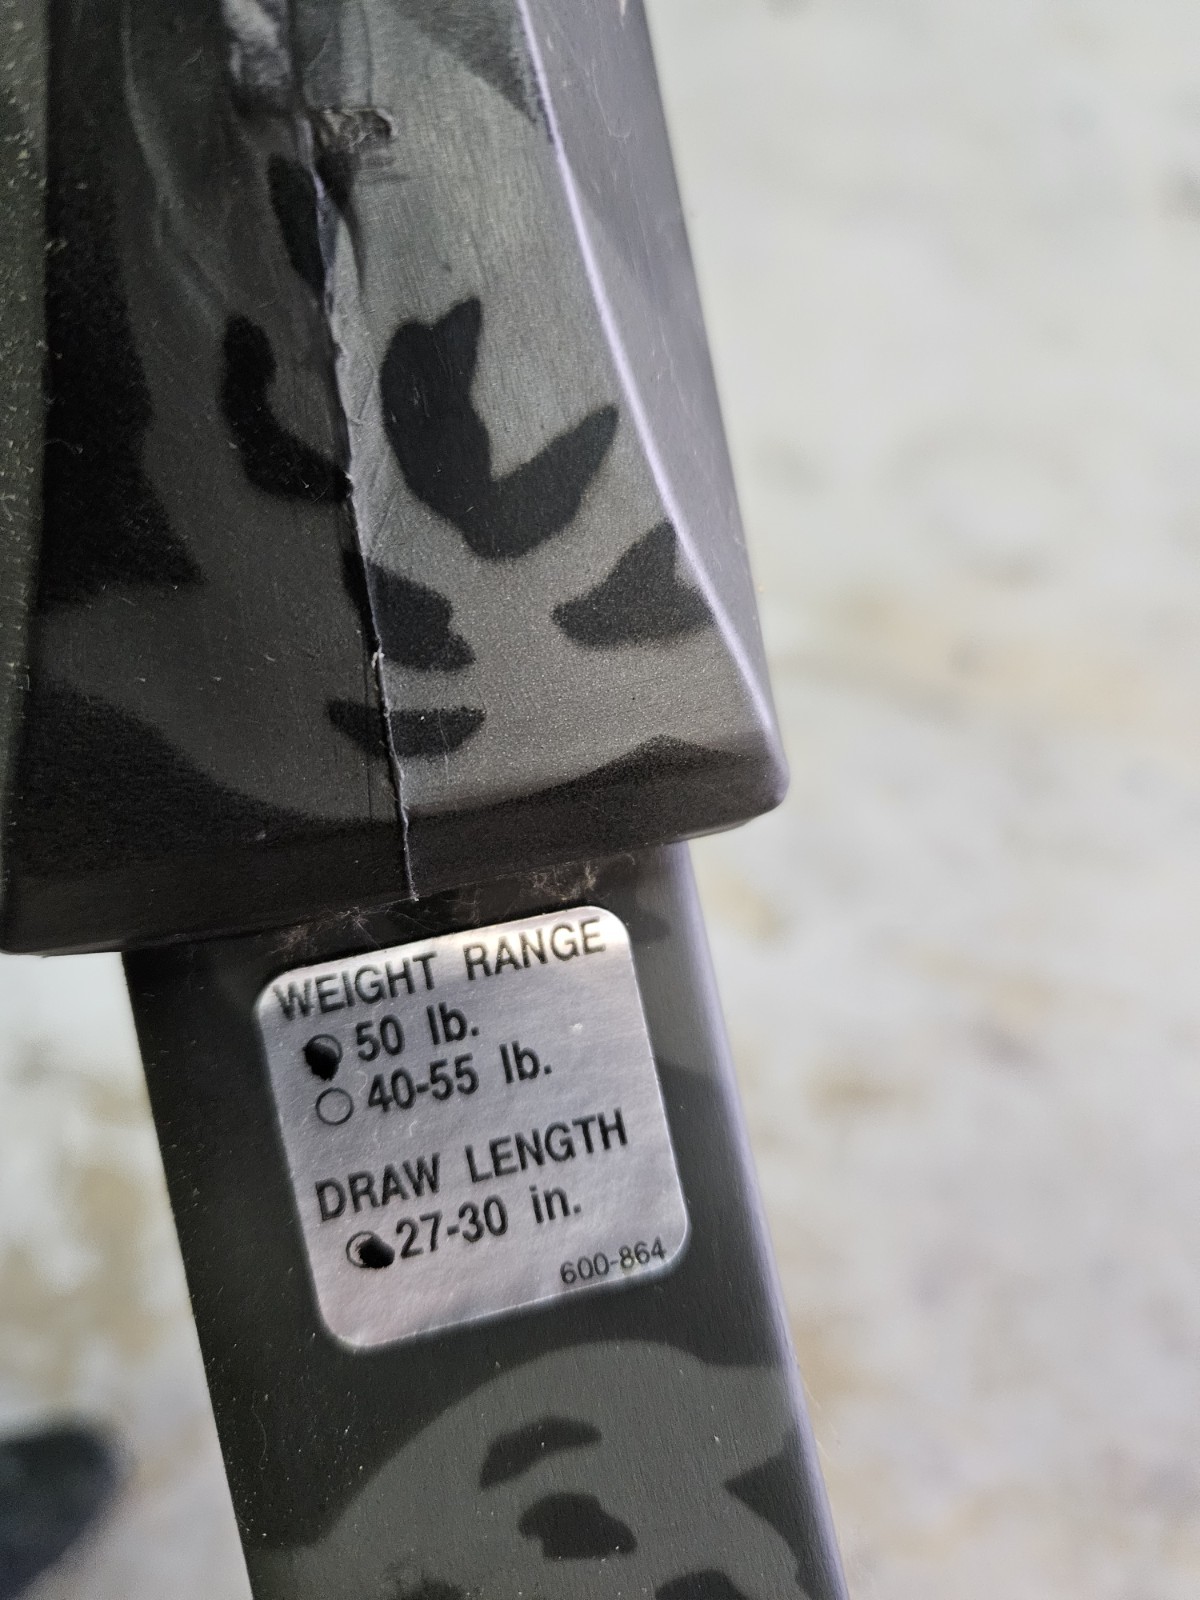 WEIGHT RANGE
50 lb.
40-55 lb.
DRAW LENGTH
27-30 in.
600-864